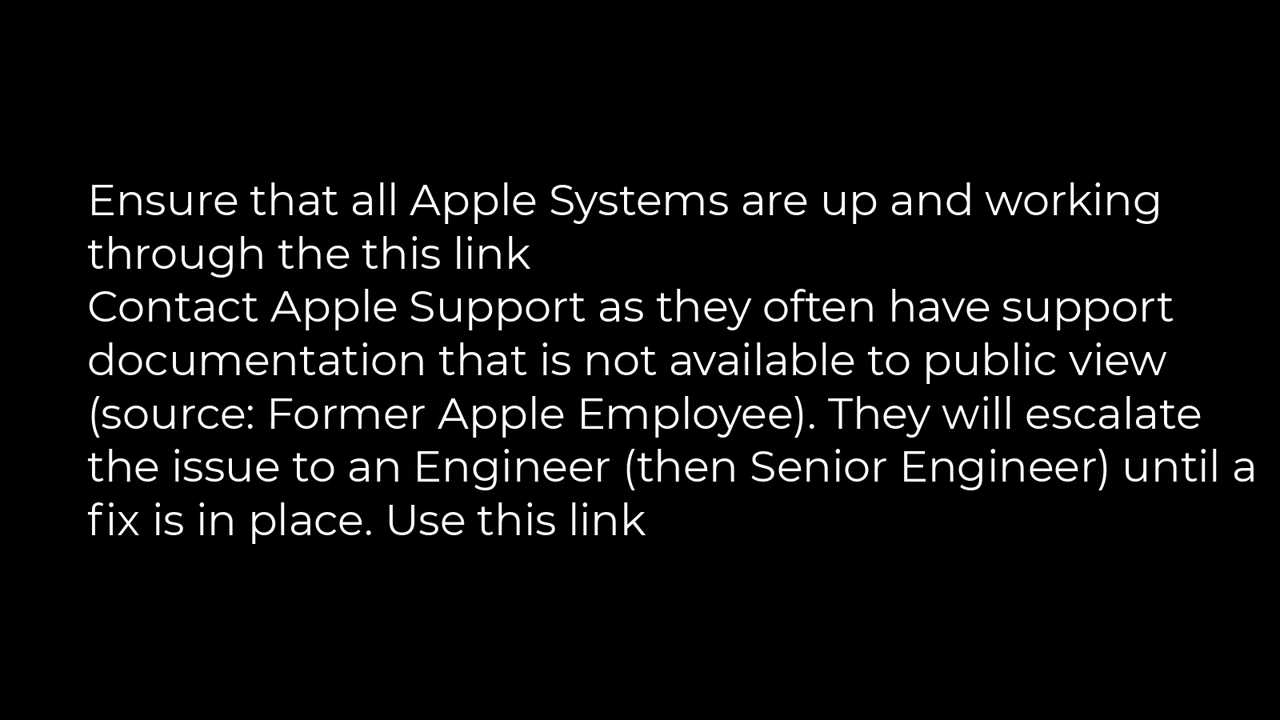 Ensure that all Apple Systems are up and working
through the this link
Contact Apple Support as they often have support
documentation that is not available to public view
(source: Former Apple Employee). They will escalate
the issue to an Engineer (then Senior Engineer) until a
fix is in place. Use this link